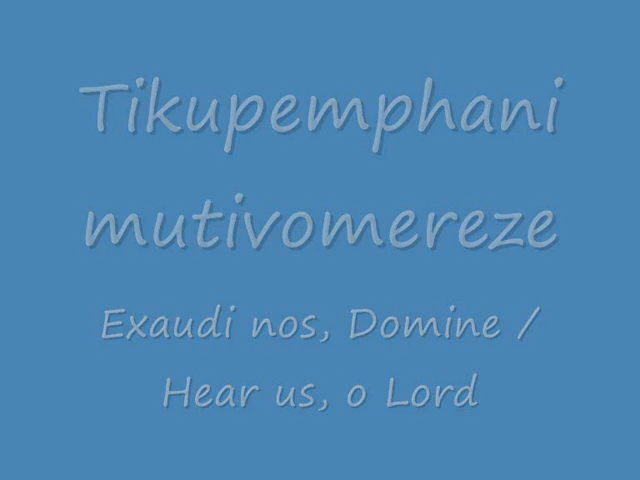 Tikupemphani
mutivomereze
Exaudi nos, Domine /
Hear us, o Lord